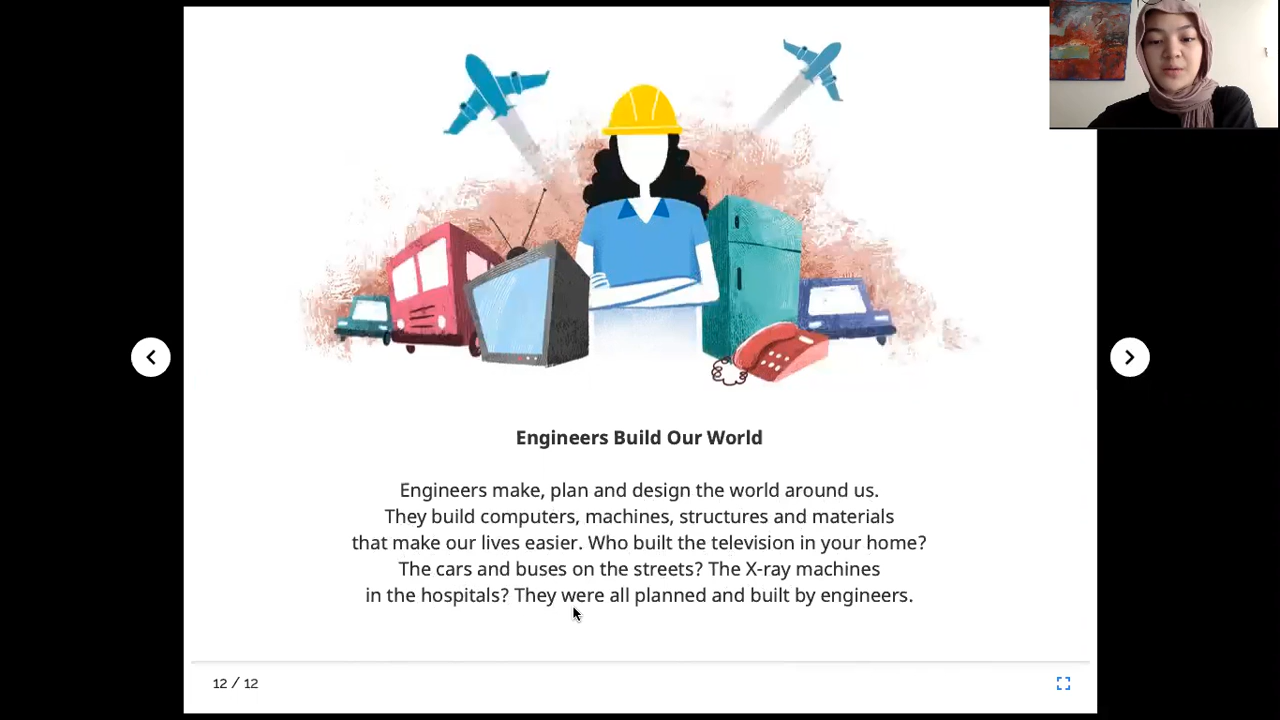 Engineers Build Our World
Engineers make, plan and design the world around us.
They build computers, machines, structures and materials
that make our lives easier. Who built the television in your home?
The cars and buses on the streets? The X-ray machines
in the hospitals? They were all planned and built by engineers.
12 / 12